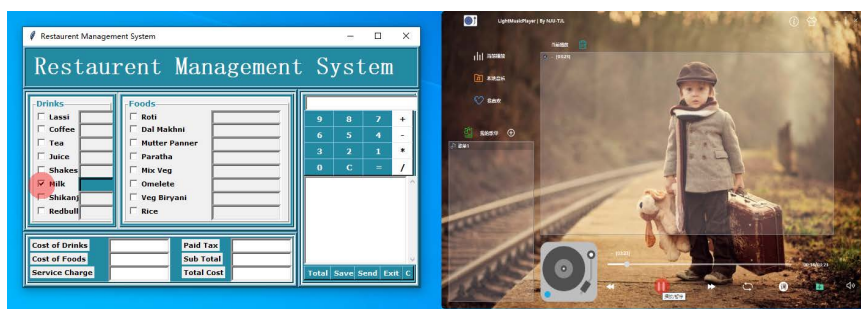 Restaurent Management System
Restaurent Management System
Drinks
Lassi
Coffee
Tea
Juice
Shakes
Milk
Shikanj
Redbull
Foods
Roti
Dal Makhni
Mutter Panner
Paratha
Mix Veg
Omelete
Veg Biryani
Rice
9 8 7 +
6 5 4 -
3 2 1 *
0 C = /
Cost of Drinks
Cost of Foods
Service Charge
Paid Tax
Sub Total
Total Cost
Total Save Send Exit C
LightMusicPlayer | By NAI-TJL